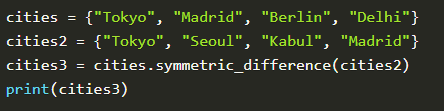 cities = {"Tokyo", "Madrid", "Berlin", "Delhi"}
cities2 = {"Tokyo", "Seoul", "Kabul", "Madrid"}
cities3 = cities.symmetric_difference(cities2)
print(cities3)